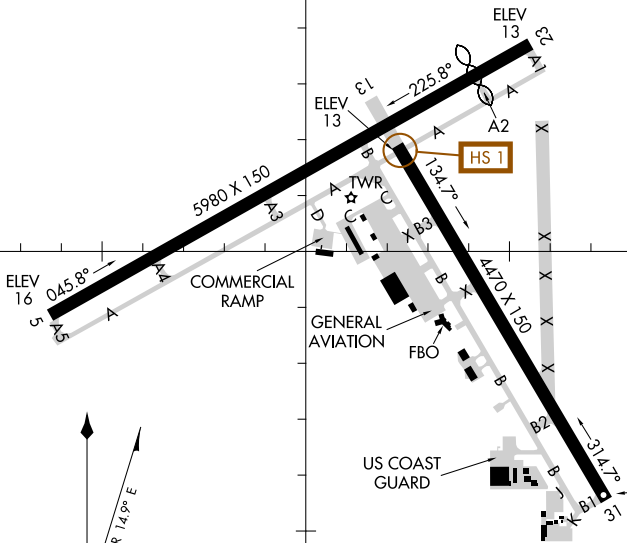 ELEV
13
23
A1
225.8°
A
A2
13
ELEV
13
A
HS 1
B
134.7°
5980 X 150
TWR
A
C
A3
D
C
X
B3
045.8°
A4
COMMERCIAL
RAMP
ELEV
16
5
A5
A
B
X
4470 X 150
X
X
X
X
GENERAL
AVIATION
FBO
B
B2
314.7°
US COAST
GUARD
B
J
B1
K
31
R 14.9° E